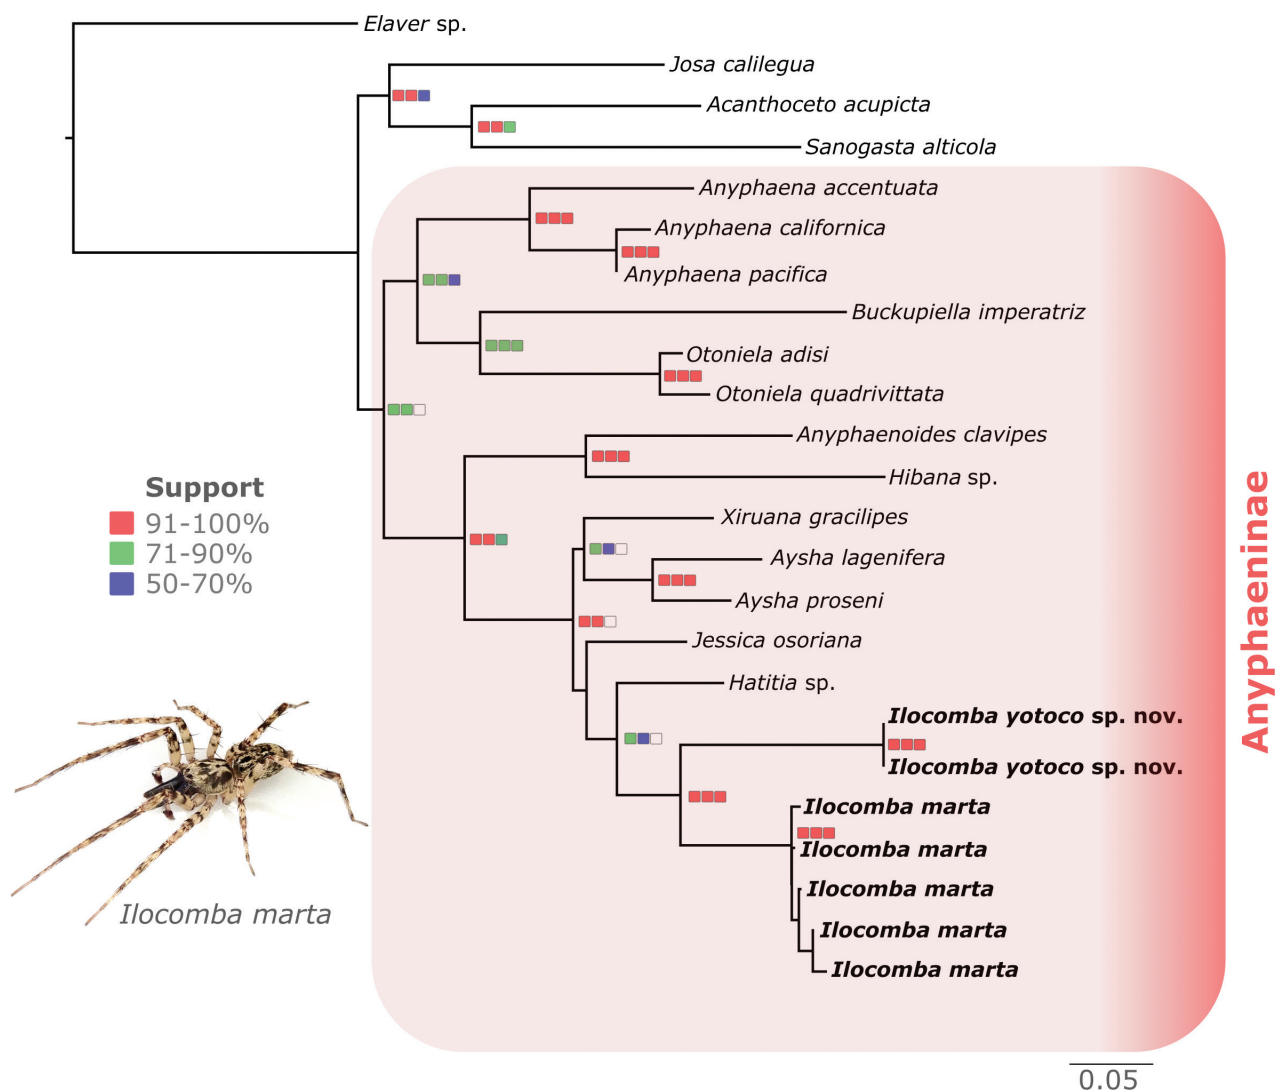 Elaver sp.
Josa calilegua
Acanthoceto acupicta
Sanogasta alticola
Anyphaena accentuata
Anyphaena californica
Anyphaena pacifica
Buckupiella imperatriz
Otoniela adisi
Otoniela quadrivittata
Anyphaenoides clavipes
Hibana sp.
Xiruana gracilipes
Aysha lagenifera
Aysha proseni
Jessica osoriana
Hatitia sp.
Ilocomba yotoco sp. nov.
Ilocomba yotoco sp. nov.
Ilocomba marta
Ilocomba marta
Ilocomba marta
Ilocomba marta
Ilocomba marta
Anyphaeninae
Support
91-100%
71-90%
50-70%
Ilocomba marta
0.05